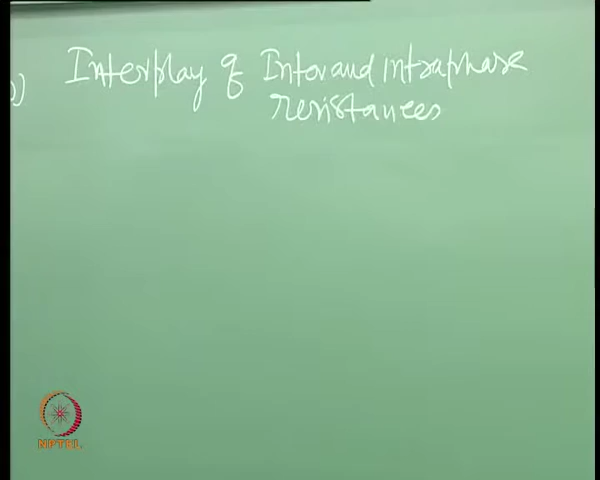 Interplay of Inter and intraphase
resistances
NPTEL